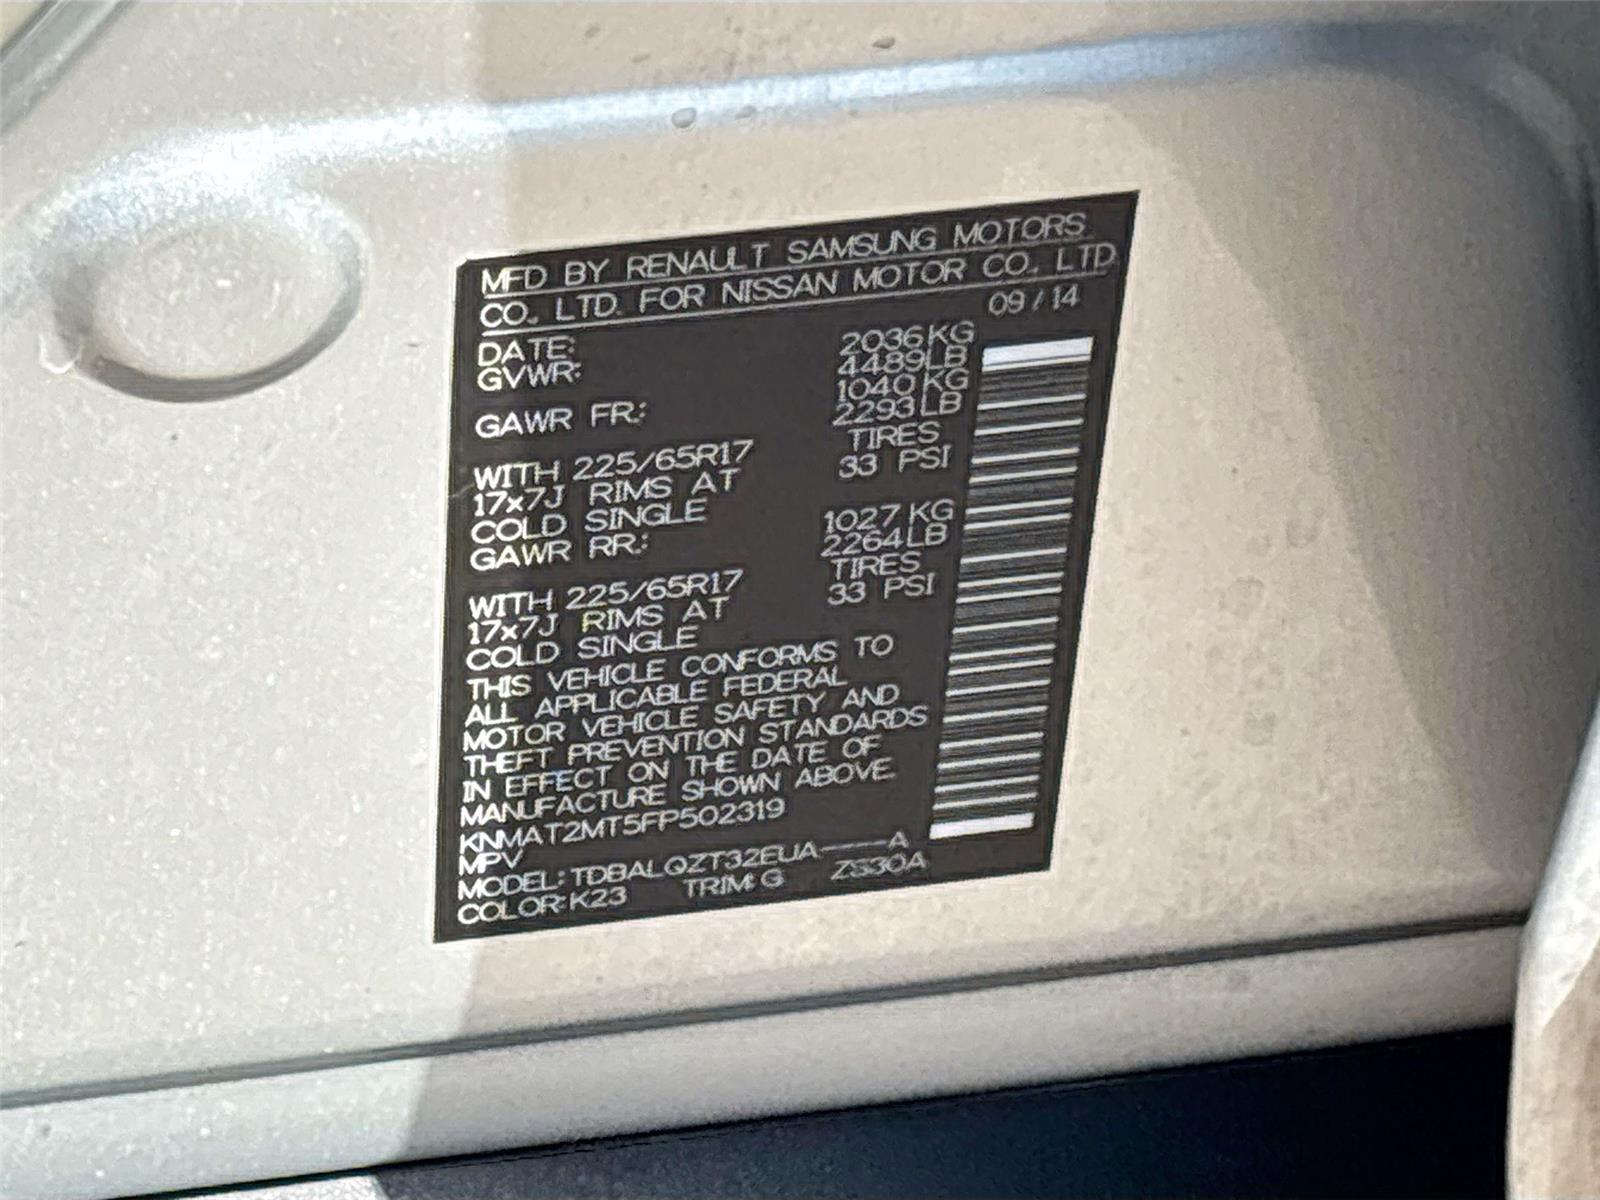 MFD BY RENAULT SAMSUNG MOTORS
CO., LTD. FOR NISSAN MOTOR CO., LTD
DATE: 09/14
GVWR: 2036KG
4489LB
GAWR FR.: 1040KG
2293LB
WITH 225/65R17 TIRES
17x7J RIMS AT 33 PSI
COLD SINGLE
GAWR RR.: 1027KG
2264LB
WITH 225/65R17 TIRES
17x7J RIMS AT 33 PSI
COLD SINGLE
THIS VEHICLE CONFORMS TO
ALL APPLICABLE FEDERAL
MOTOR VEHICLE SAFETY AND
THEFT PREVENTION STANDARDS
IN EFFECT ON THE DATE OF
MANUFACTURE SHOWN ABOVE.
KNMAT2MT5FP502319
MPV
MODEL: TDBALQZT32EUA-----A
COLOR:K23 TRIM:G ZS30A